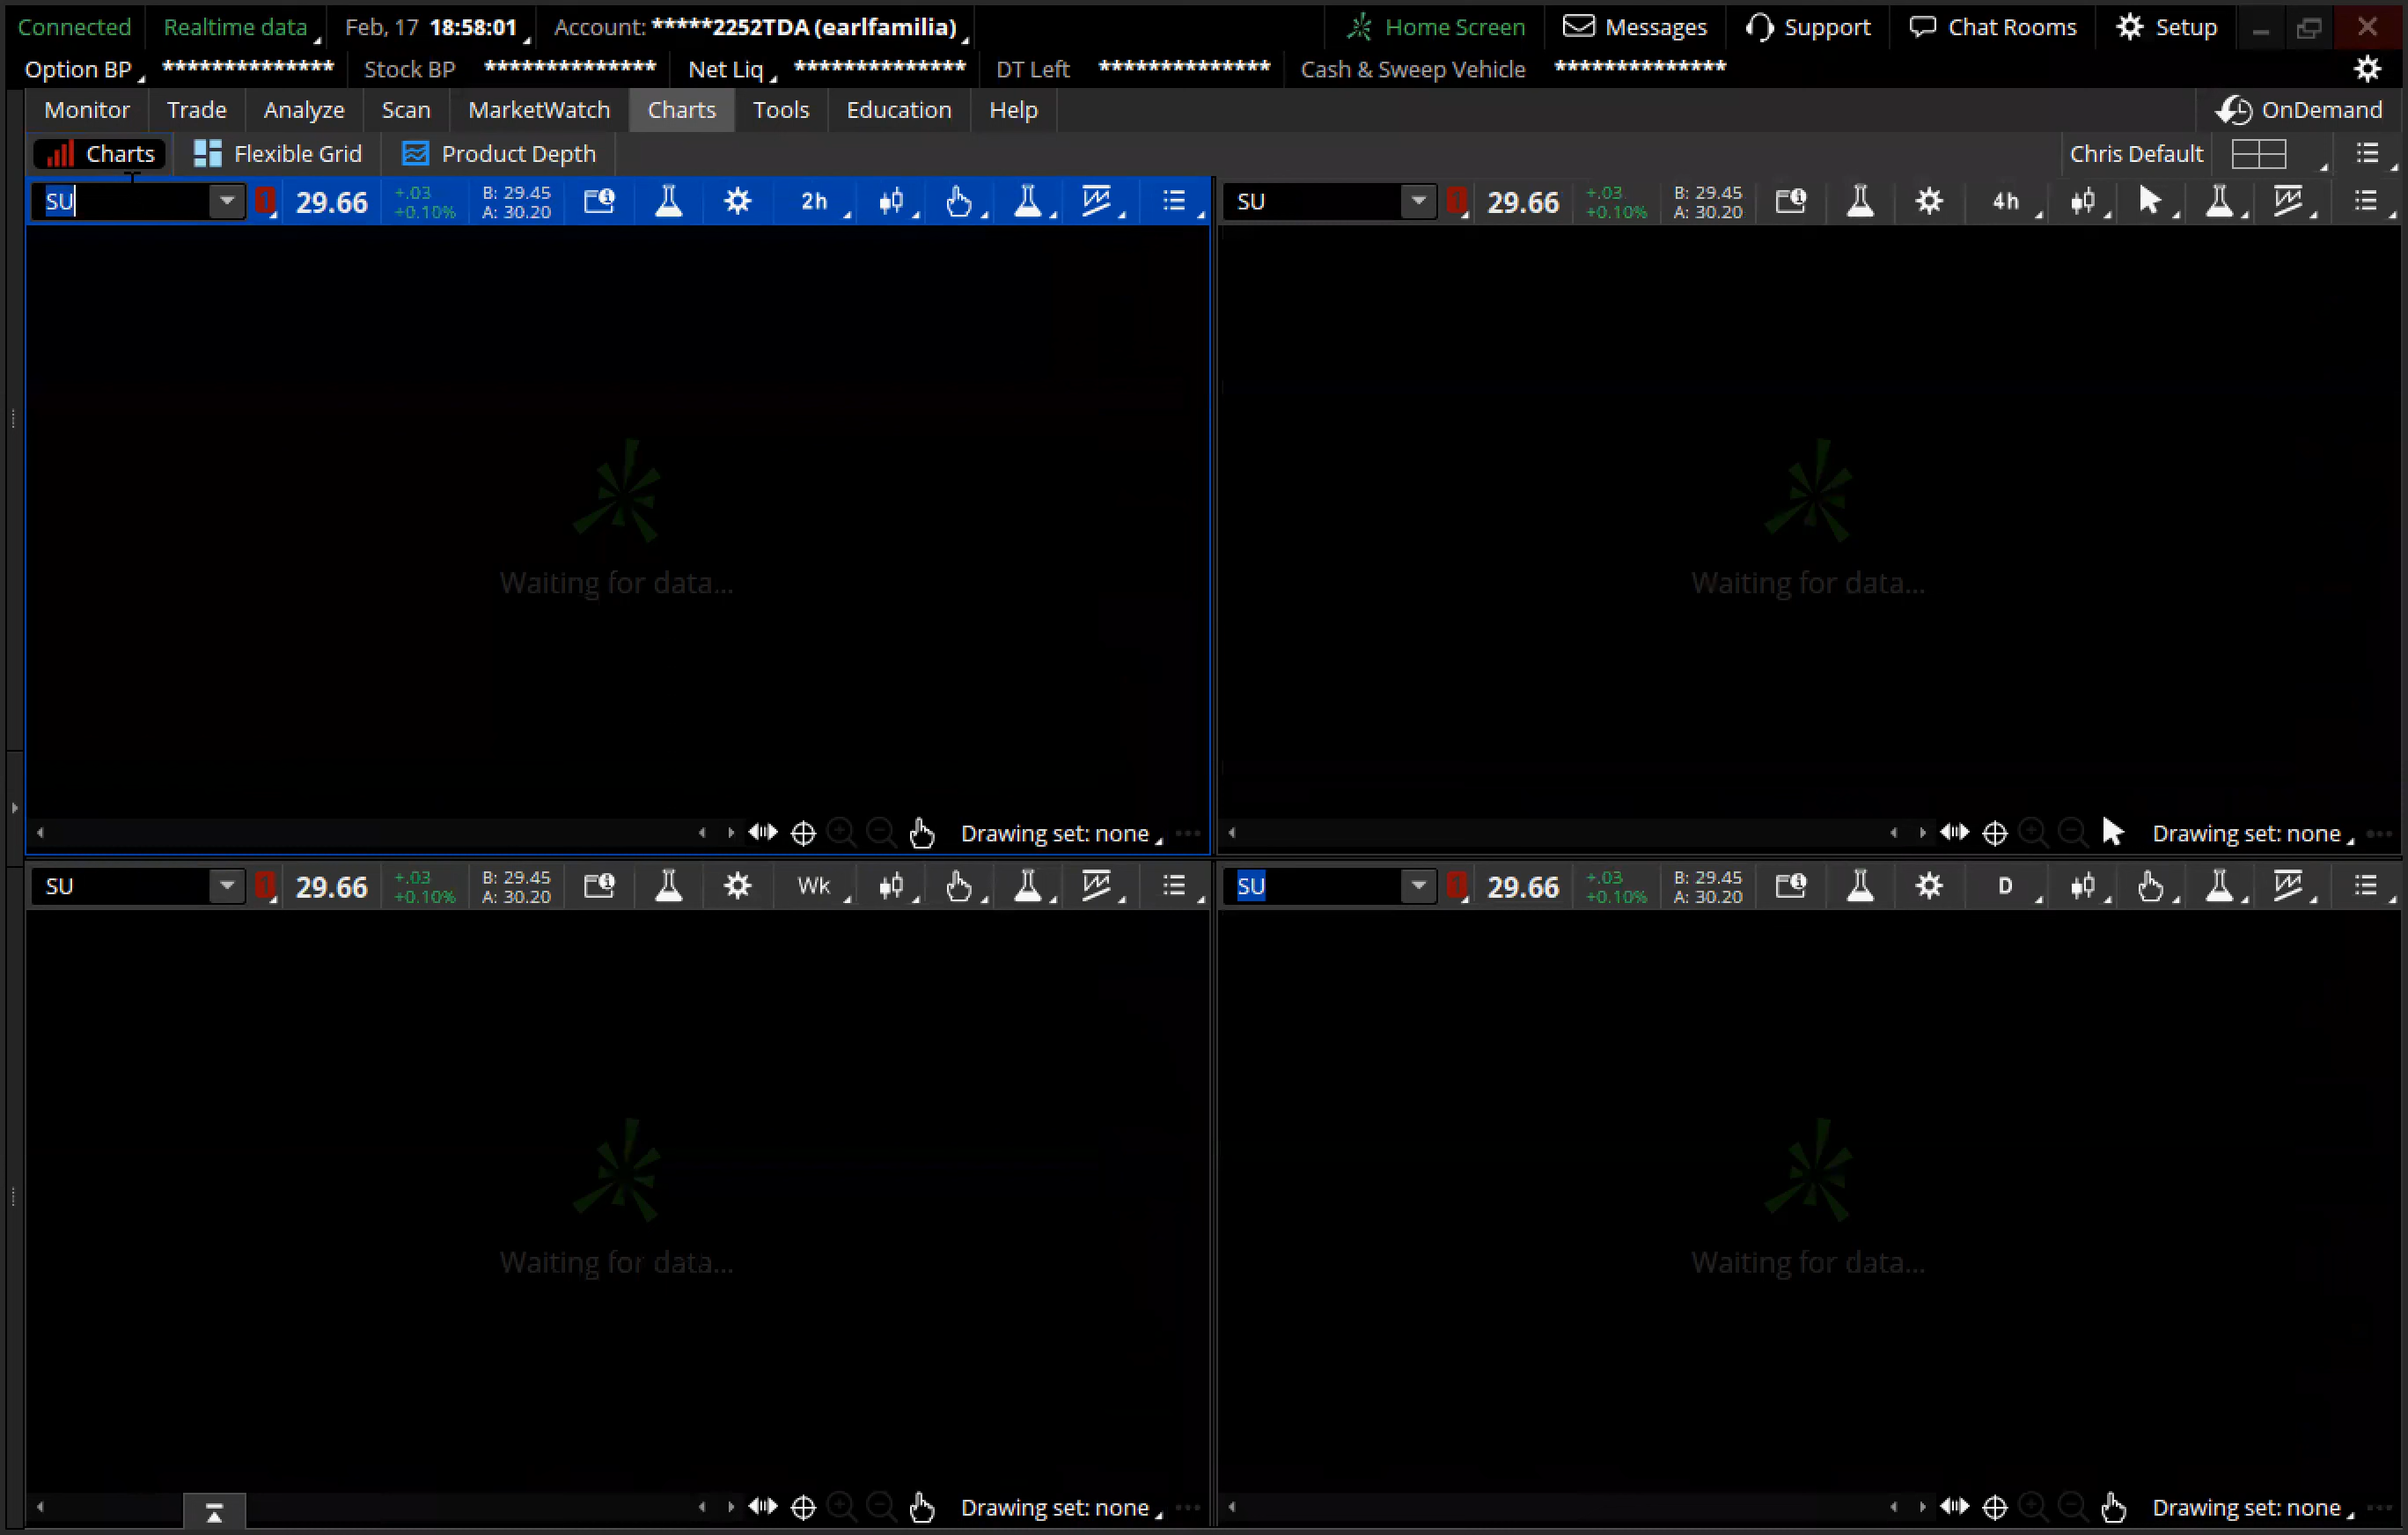 Connected Realtime data Feb, 17 18:58:01 Account: *****2252TDA (earlfamilia) Home Screen Messages Support Chat Rooms Setup
Option BP ************** Stock BP ************** Net Liq ************** DT Left ************** Cash & Sweep Vehicle **************
Monitor Trade Analyze Scan MarketWatch Charts Tools Education Help OnDemand
Charts Flexible Grid Product Depth Chris Default
SU 1 29.66 +.03 +0.10% B: 29.45 A: 30.20 2h
SU 1 29.66 +.03 +0.10% B: 29.45 A: 30.20 4h
Waiting for data...
Waiting for data...
Drawing set: none
Drawing set: none
SU 1 29.66 +.03 +0.10% B: 29.45 A: 30.20 Wk
SU 1 29.66 +.03 +0.10% B: 29.45 A: 30.20 D
Waiting for data...
Waiting for data...
Drawing set: none
Drawing set: none